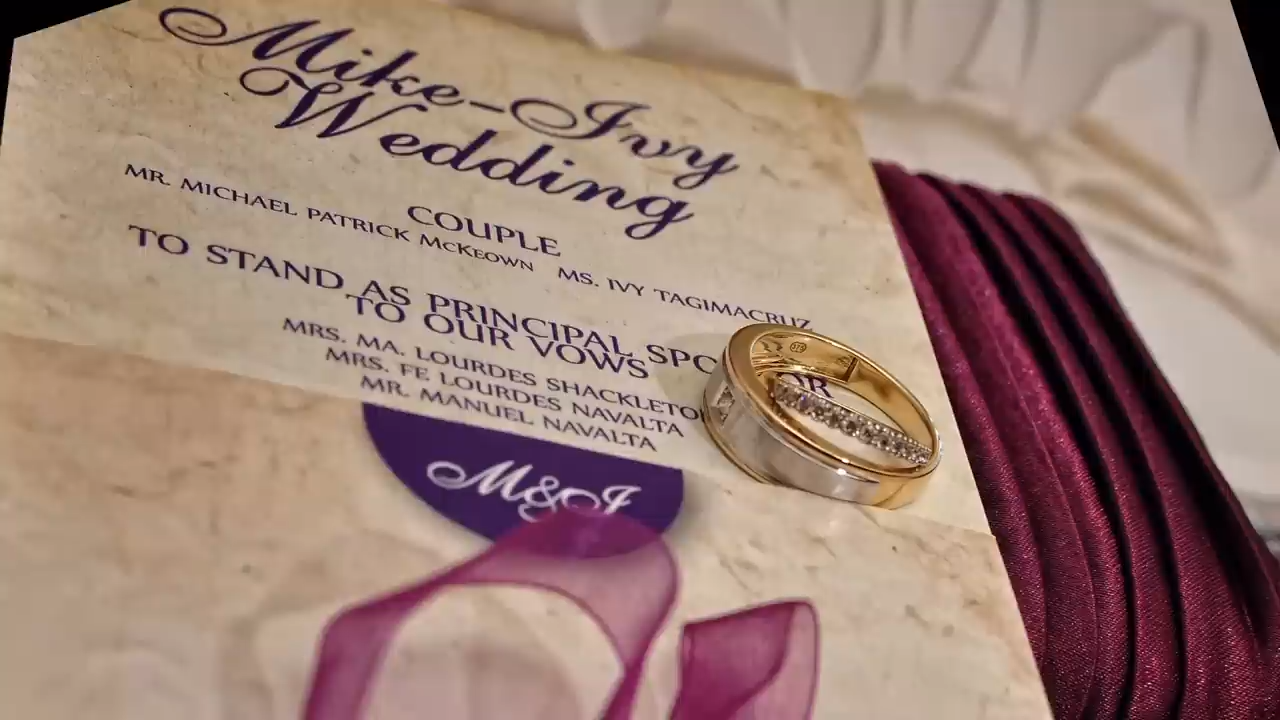 Mike-Ivy
Wedding
COUPLE
MR. MICHAEL PATRICK McKEOWN MS. IVY TAGIMACRUZ
TO STAND AS PRINCIPAL SPO OR
TO OUR VOWS
MRS. MA. LOURDES SHACKLETO
MRS. FE LOURDES NAVALTA
MR. MANUEL NAVALTA
M&I